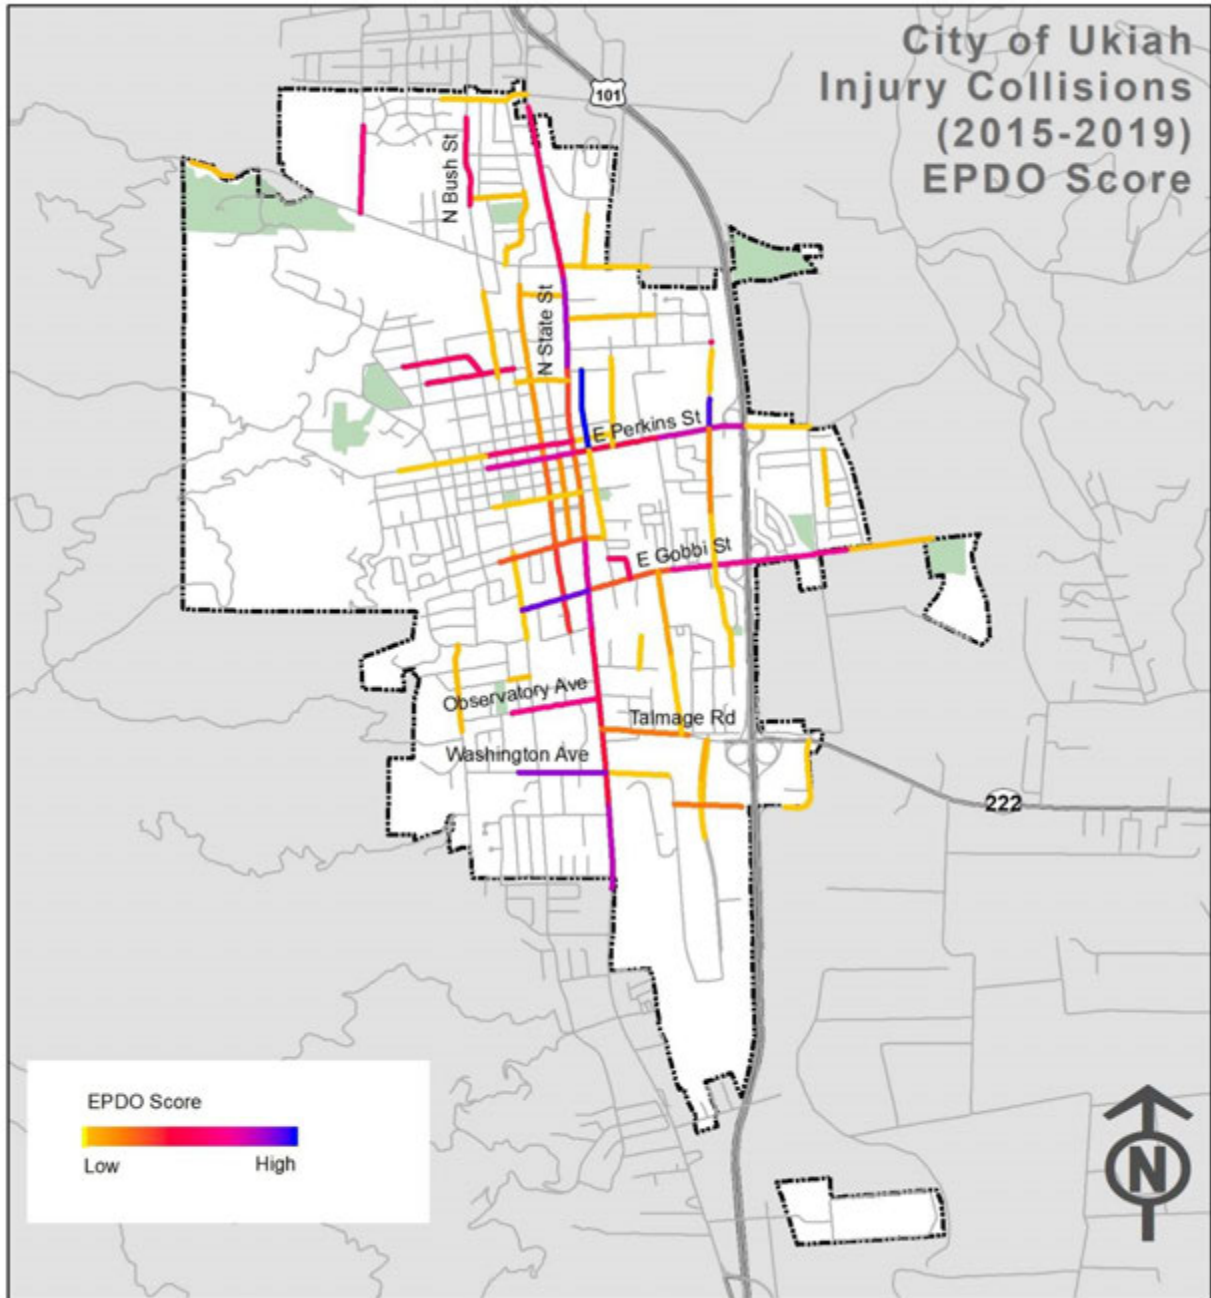 City of Ukiah
Injury Collisions
(2015-2019)
EPDO Score
101
N Bush St
N State St
E Perkins St
E Gobbi St
Observatory Ave
Talmage Rd
Washington Ave
222
EPDO Score
Low
High
N